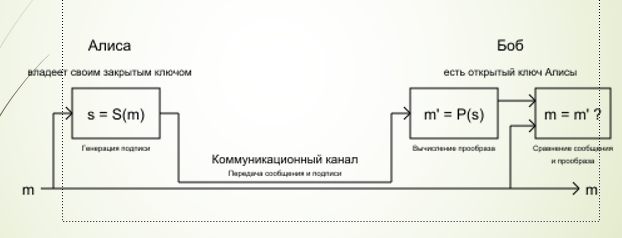 Алиса
Боб
владеет своим закрытым ключом
есть открытый ключ Алисы
s = S(m)
m' = P(s)
m = m' ?
Генерация подписи
Вычисление прообраза
Сравнение сообщения
и прообраза
Коммуникационный канал
Передача сообщения и подписи
m
m